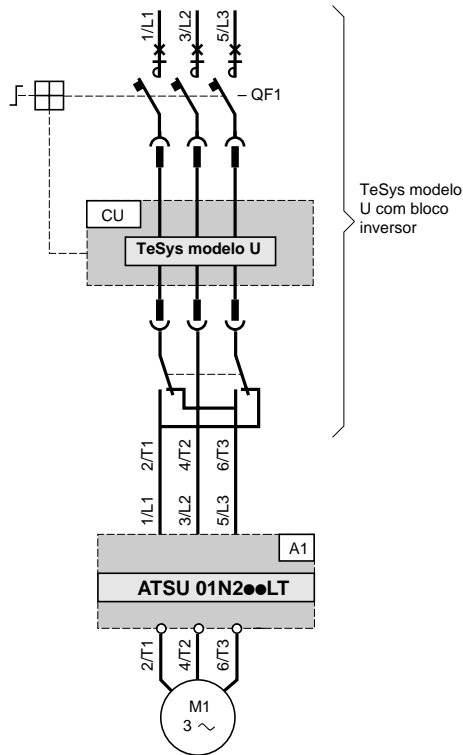 1/L1
3/L2
5/L3
QF1
CU
TeSys modelo U
TeSys modelo
U com bloco
inversor
2/T1
4/T2
6/T3
1/L1
3/L2
5/L3
A1
ATSU 01N2●●LT
2/T1
4/T2
6/T3
M1
3 ~